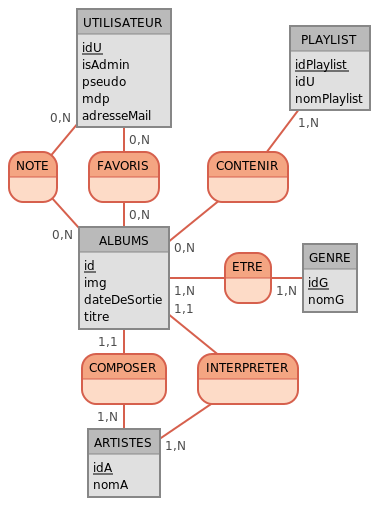 UTILISATEUR
idU
isAdmin
pseudo
mdp
adresseMail
PLAYLIST
idPlaylist
idU
nomPlaylist
0,N
0,N
1,N
NOTE
FAVORIS
CONTENIR
0,N
0,N
0,N
ALBUMS
id
img
dateDeSortie
titre
ETRE
GENRE
idG
nomG
1,N
1,N
1,1
1,1
COMPOSER
INTERPRETER
1,N
1,N
ARTISTES
idA
nomA